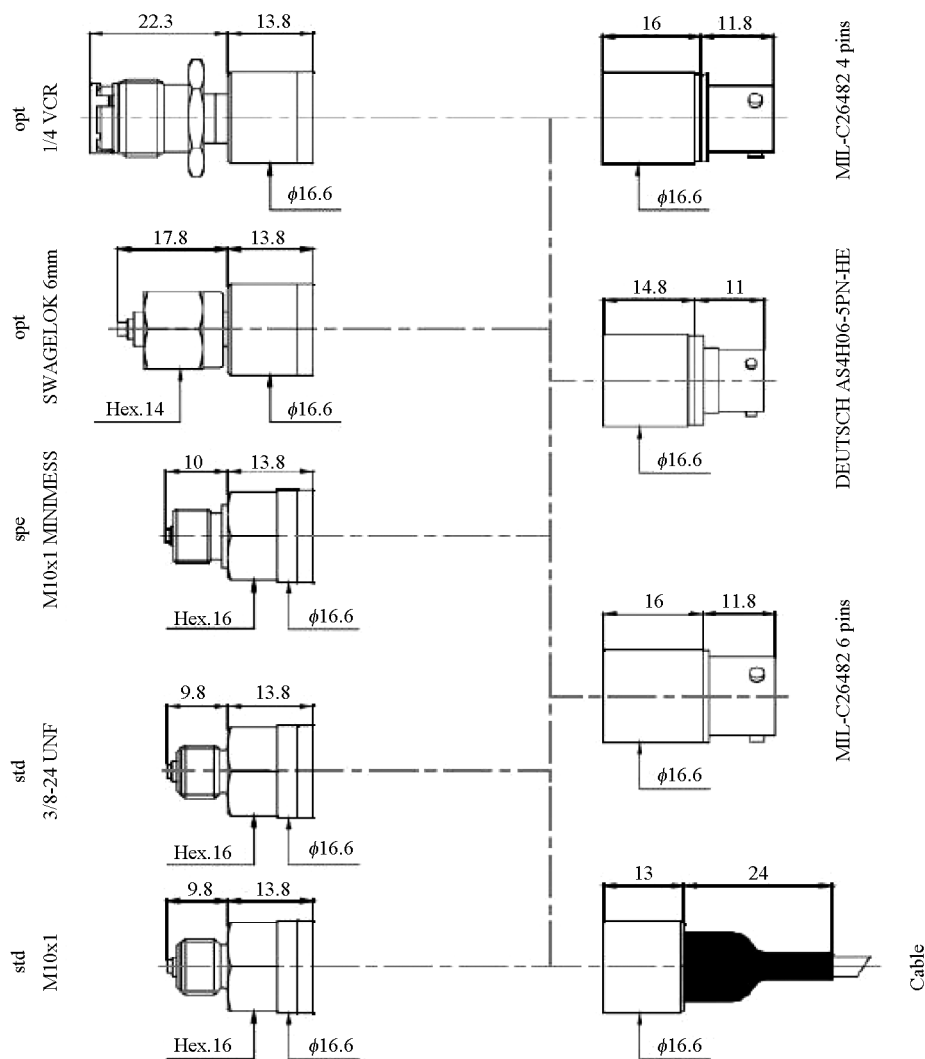 22.3
13.8
opt
1/4 VCR
ϕ16.6
17.8
13.8
opt
SWAGELOK 6mm
Hex.14
ϕ16.6
10
13.8
spe
M10x1 MINIMESS
Hex.16
ϕ16.6
9.8
13.8
std
3/8-24 UNF
Hex.16
ϕ16.6
9.8
13.8
std
M10x1
Hex.16
ϕ16.6
16
11.8
MIL-C26482 4 pins
ϕ16.6
14.8
11
DEUTSCH AS4H06-5PN-HE
ϕ16.6
16
11.8
MIL-C26482 6 pins
ϕ16.6
13
24
Cable
ϕ16.6